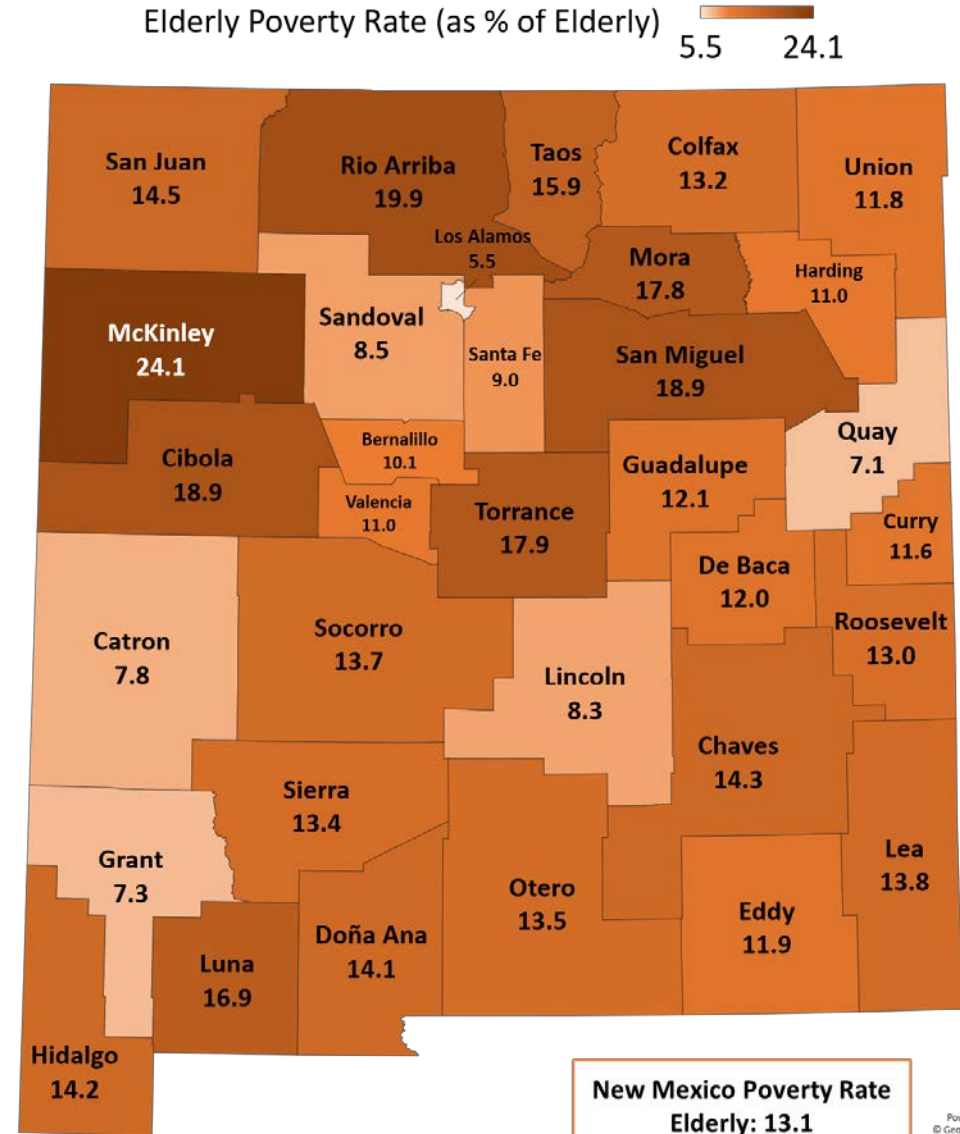 Elderly Poverty Rate (as % of Elderly)
5.5 24.1
San Juan
14.5
Rio Arriba
19.9
Taos
15.9
Colfax
13.2
Union
11.8
Los Alamos
5.5
Mora
17.8
Harding
11.0
McKinley
24.1
Sandoval
8.5
Santa Fe
9.0
San Miguel
18.9
Quay
7.1
Cibola
18.9
Bernalillo
10.1
Valencia
11.0
Torrance
17.9
Guadalupe
12.1
Curry
11.6
De Baca
12.0
Roosevelt
13.0
Catron
7.8
Socorro
13.7
Lincoln
8.3
Chaves
14.3
Sierra
13.4
Grant
7.3
Otero
13.5
Lea
13.8
Eddy
11.9
Doña Ana
14.1
Luna
16.9
Hidalgo
14.2
New Mexico Poverty Rate
Elderly: 13.1